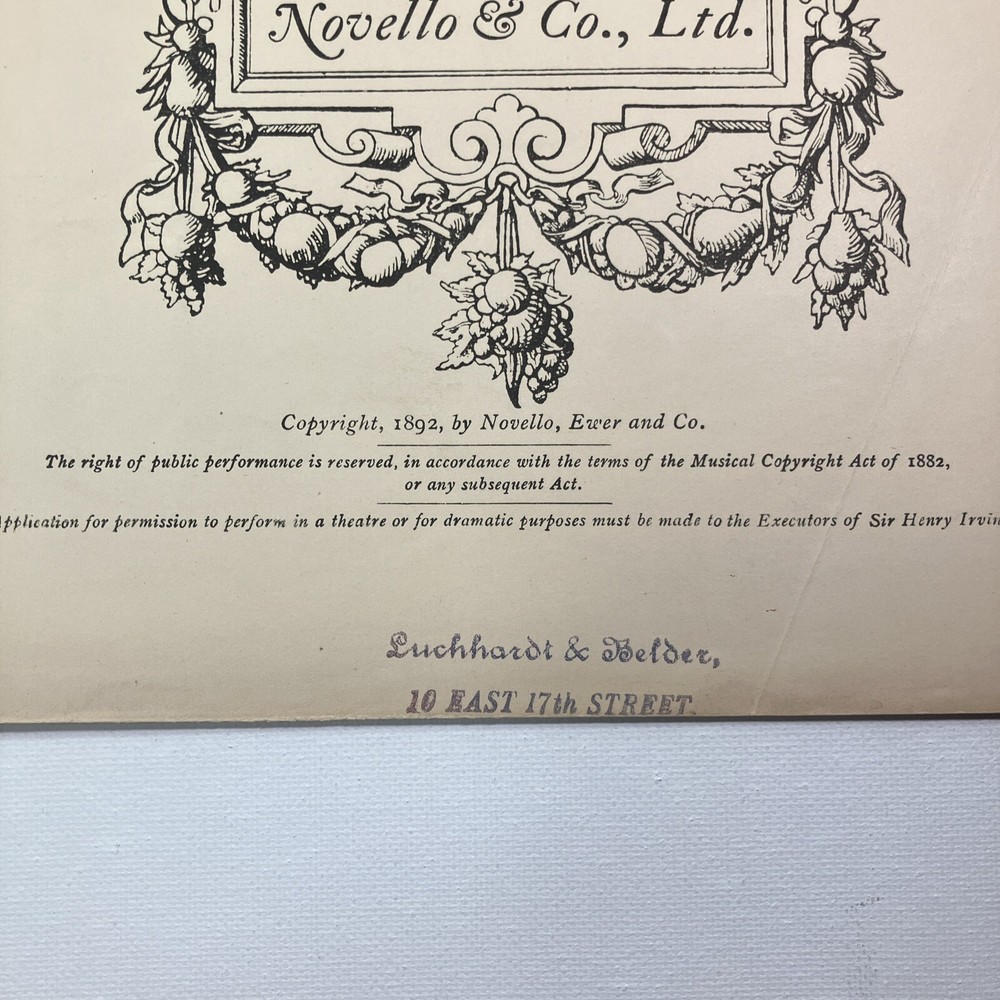 Novello & Co., Ltd.
Copyright, 1892, by Novello, Ewer and Co.
The right of public performance is reserved, in accordance with the terms of the Musical Copyright Act of 1882,
or any subsequent Act.
pplication for permission to perform in a theatre or for dramatic purposes must be made to the Executors of Sir Henry Irvin
Luchhardt & Belder,
10 EAST 17th STREET.